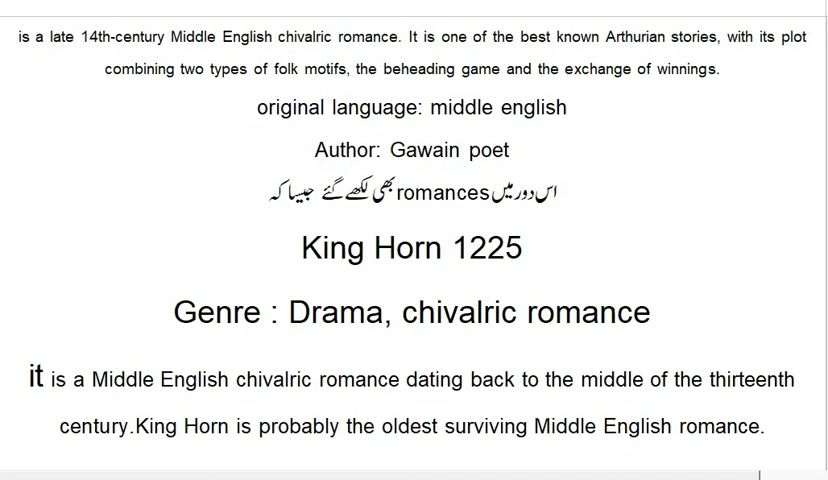 is a late 14th-century Middle English chivalric romance. It is one of the best known Arthurian stories, with its plot
combining two types of folk motifs, the beheading game and the exchange of winnings.
original language: middle english
Author: Gawain poet
اس دور میں romances بھی لکھے گئے جیسا کہ
King Horn 1225
Genre : Drama, chivalric romance
it is a Middle English chivalric romance dating back to the middle of the thirteenth
century.King Horn is probably the oldest surviving Middle English romance.